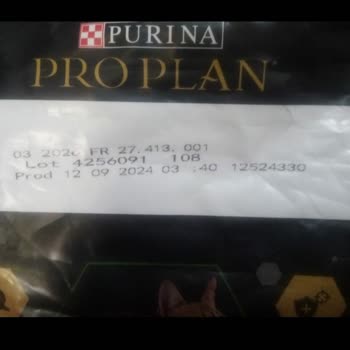 PURINA
PRO PLAN
03 2026 FR 27.413.001
Lot 4256091 108
Prod 12 09 2024 03 :40 12524330